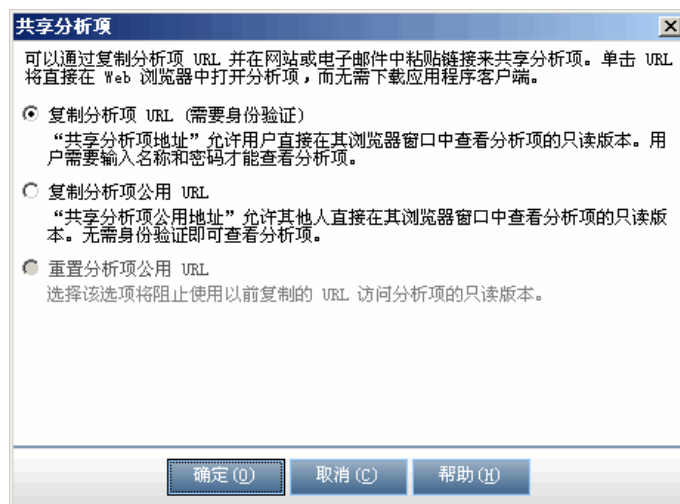 共享分析项
可以通过复制分析项 URL 并在网站或电子邮件中粘贴链接来共享分析项。单击 URL
将直接在 Web 浏览器中打开分析项，而无需下载应用程序客户端。
复制分析项 URL (需要身份验证)
“共享分析项地址”允许用户直接在其浏览器窗口中查看分析项的只读版本。用
户需要输入名称和密码才能查看分析项。
复制分析项公用 URL
“共享分析项公用地址”允许其他人直接在其浏览器窗口中查看分析项的只读版
本。无需身份验证即可查看分析项。
重置分析项公用 URL
选择该选项将阻止使用以前复制的 URL 访问分析项的只读版本。
确定(O) 取消(C) 帮助(H)